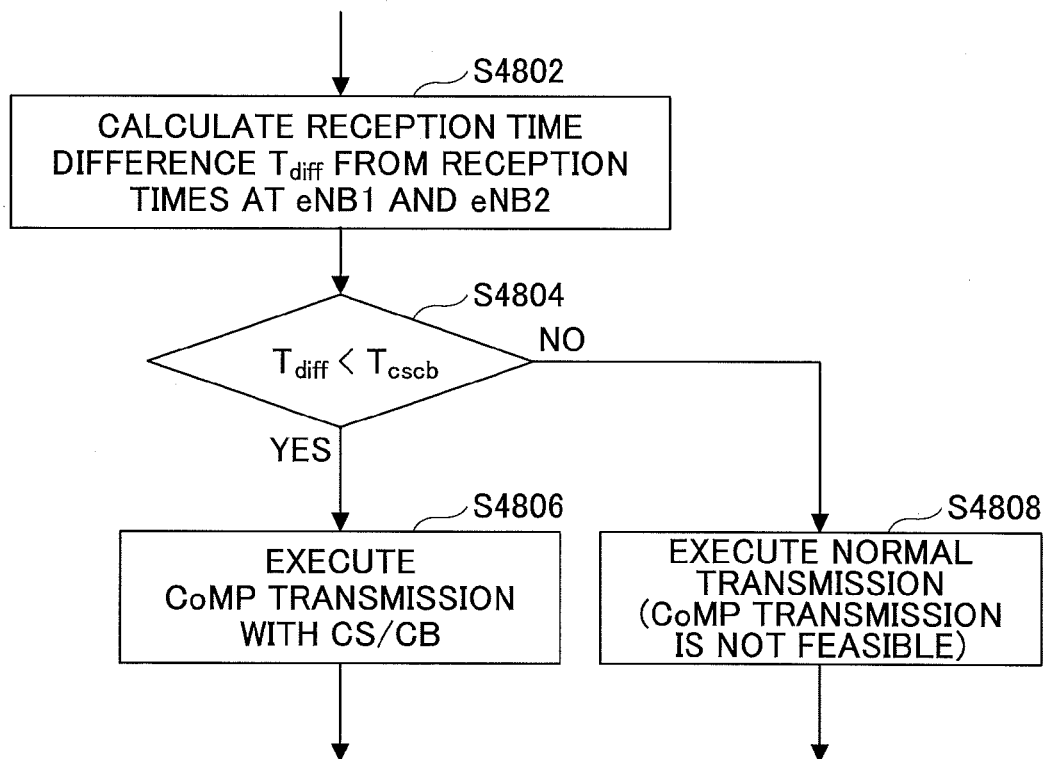 S4802
CALCULATE RECEPTION TIME
DIFFERENCE Tdiff FROM RECEPTION
TIMES AT eNB1 AND eNB2
S4804
Tdiff < Tcscb
NO
YES
S4806
EXECUTE
CoMP TRANSMISSION
WITH CS/CB
S4808
EXECUTE NORMAL
TRANSMISSION
(CoMP TRANSMISSION
IS NOT FEASIBLE)